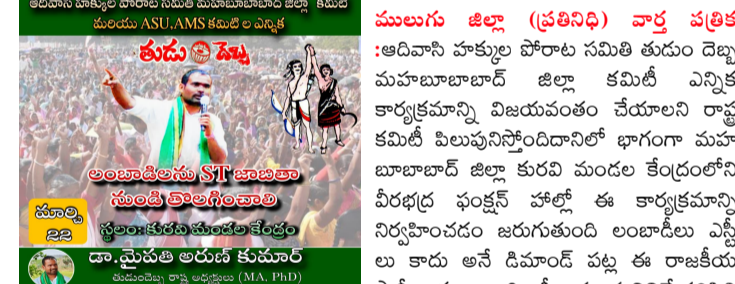 ఆదివాసి హక్కుల పోరాట సమితి మహబూబాబాద్ జిల్లా కమిటీ
మరియు ASU,AMS కమిటి ల ఎన్నిక
తుడుం దెబ్బ
లంబాడిలను ST జాబితా
నుండి తొలగించాలి
మార్చి
22
స్థలం: కురవి మండల కేంద్రం
డా.మైపతి అరుణ్ కుమార్
తుడుందెబ్బ రాష్ట్ర అధ్యక్షులు (MA, PhD)
ములుగు జిల్లా (ప్రతినిధి) వార్త పత్రిక
:ఆదివాసి హక్కుల పోరాట సమితి తుడుం దెబ్బ
మహబూబాబాద్ జిల్లా కమిటీ ఎన్నిక
కార్యక్రమాన్ని విజయవంతం చేయాలని రాష్ట్ర
కమిటీ పిలుపునిస్తోందిదానిలో భాగంగా మహ
బూబాబాద్ జిల్లా కురవి మండల కేంద్రంలోని
వీరభద్ర ఫంక్షన్ హాల్లో ఈ కార్యక్రమాన్ని
నిర్వహించడం జరుగుతుంది లంబాడీలు ఎస్టీ
లు కాదు అనే డిమాండ్ పట్ల ఈ రాజకీయ